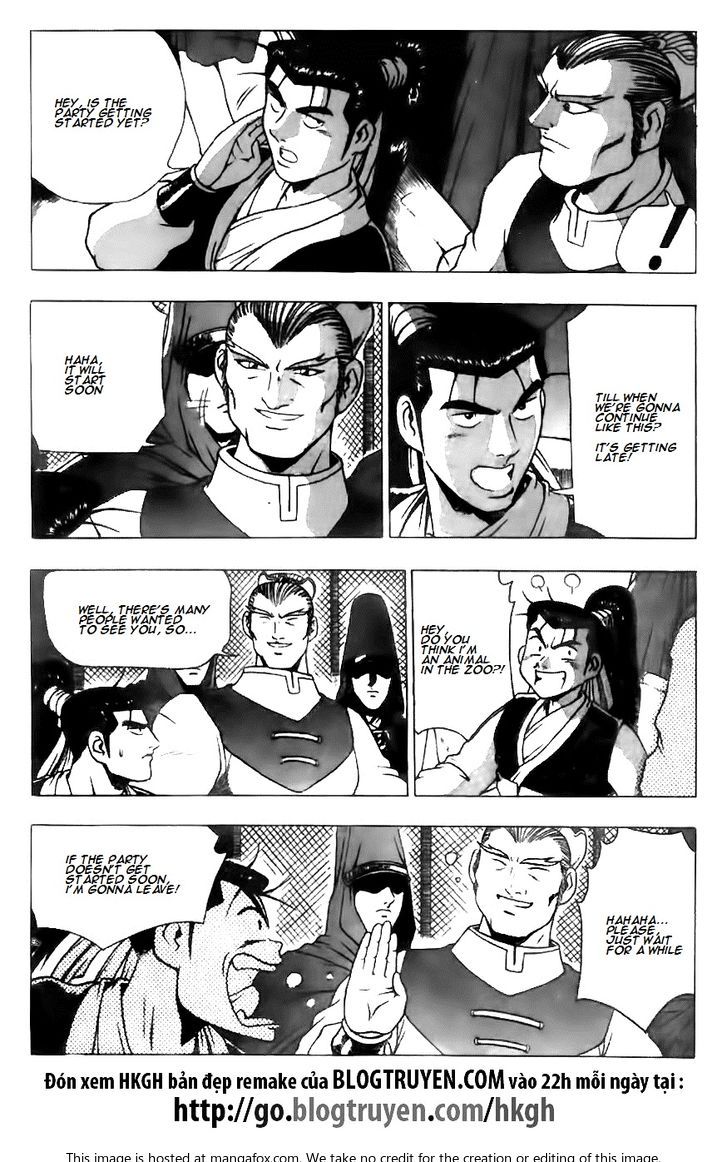 HEY, IS THE
PARTY GETTING
STARTED YET?
!
HAHA,
IT WILL
START
SOON
TILL WHEN
WE'RE GONNA
CONTINUE
LIKE THIS?
IT'S GETTING
LATE!
WELL, THERE'S MANY
PEOPLE WANTED
TO SEE YOU, SO...
HEY,
DO YOU
THINK I'M
AN ANIMAL
IN THE ZOO?!
IF THE PARTY
DOESN'T GET
STARTED SOON,
I'M GONNA LEAVE!
HAHAHA...
PLEASE,
JUST WAIT
FOR A WHILE
Đón xem HKGH bản đẹp remake của BLOGTRUYEN.COM vào 22h mỗi ngày tại :
http://go.blogtruyen.com/hkgh
This image is hosted at mangafox.com. We take no credit for the creation or editing of this image.